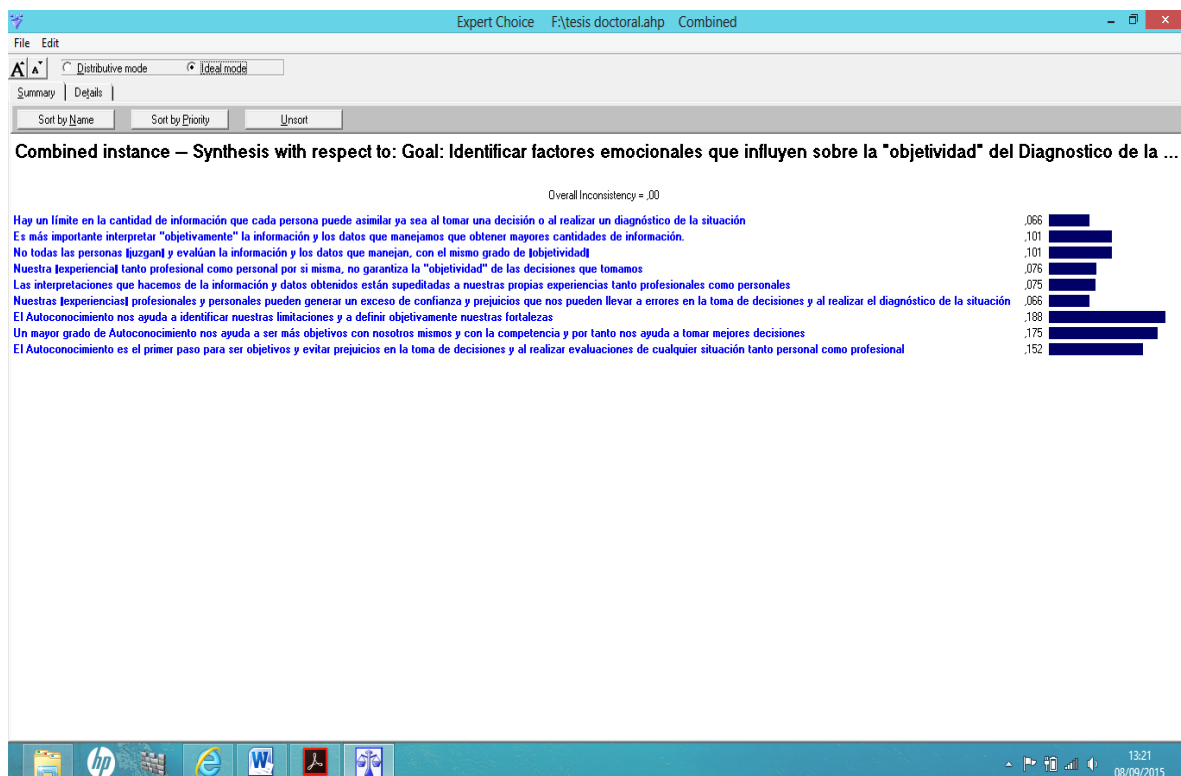 Expert Choice F:\tesis doctoral.ahp Combined
File Edit
A A Distributive mode Ideal mode
Summary Details
Sort by Name Sort by Priority Unsort
Combined instance – Synthesis with respect to: Goal: Identificar factores emocionales que influyen sobre la "objetividad" del Diagnostico de la ...
Overall Inconsistency = ,00
Hay un límite en la cantidad de información que cada persona puede asimilar ya sea al tomar una decisión o al realizar un diagnóstico de la situación ,066
Es más importante interpretar "objetivamente" la información y los datos que manejamos que obtener mayores cantidades de información. ,101
No todas las personas ‖juzgan‖ y evalúan la información y los datos que manejan, con el mismo grado de ‖objetividad‖ ,101
Nuestra ‖experiencia‖ tanto profesional como personal por si misma, no garantiza la "objetividad" de las decisiones que tomamos ,076
Las interpretaciones que hacemos de la información y datos obtenidos están supeditadas a nuestras propias experiencias tanto profesionales como personales ,075
Nuestras ‖experiencias‖ profesionales y personales pueden generar un exceso de confianza y prejuicios que nos pueden llevar a errores en la toma de decisiones y al realizar el diagnóstico de la situación ,066
El Autoconocimiento nos ayuda a identificar nuestras limitaciones y a definir objetivamente nuestras fortalezas ,188
Un mayor grado de Autoconocimiento nos ayuda a ser más objetivos con nosotros mismos y con la competencia y por tanto nos ayuda a tomar mejores decisiones ,175
El Autoconocimiento es el primer paso para ser objetivos y evitar prejuicios en la toma de decisiones y al realizar evaluaciones de cualquier situación tanto personal como profesional ,152
hp W
13:21
08/09/2015